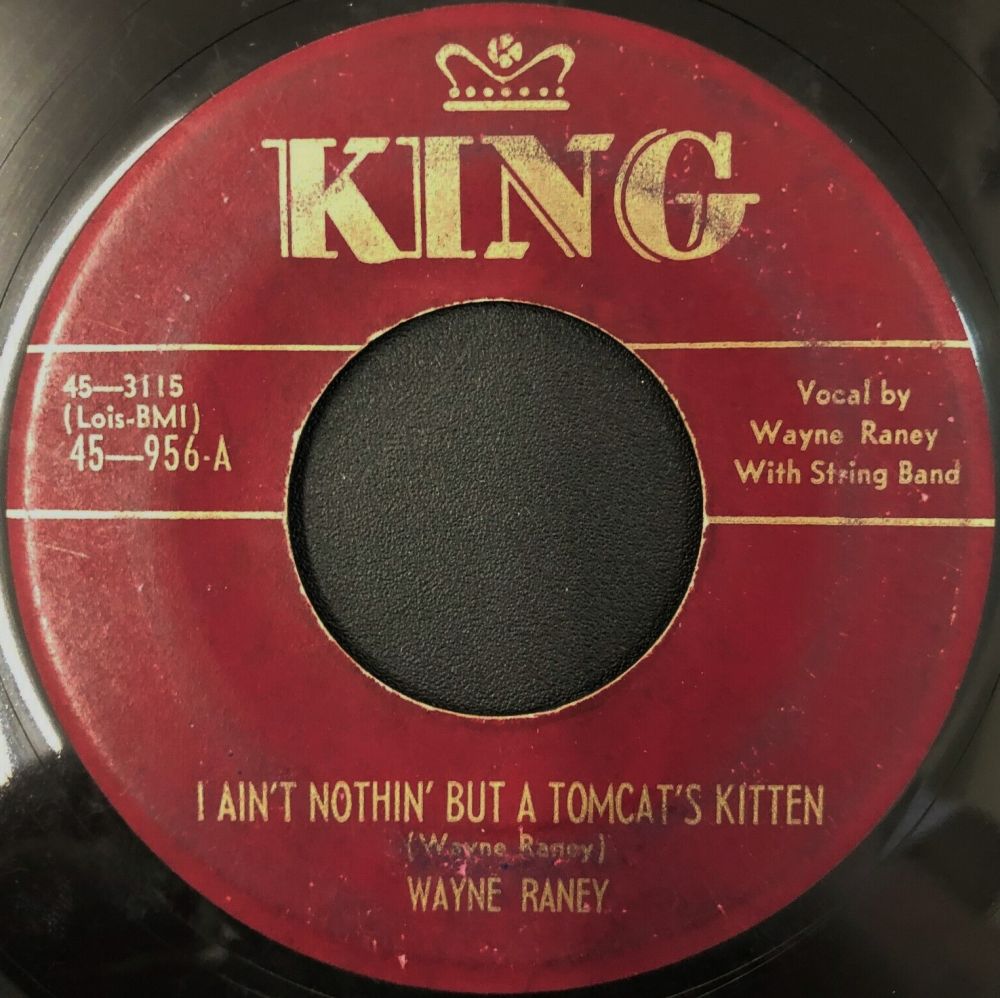 K
KING
45—3115
(Lois-BMI)
45—956-A
Vocal by
Wayne Raney
With String Band
I AIN'T NOTHIN' BUT A TOMCAT'S KITTEN
(Wayne Raney)
WAYNE RANEY